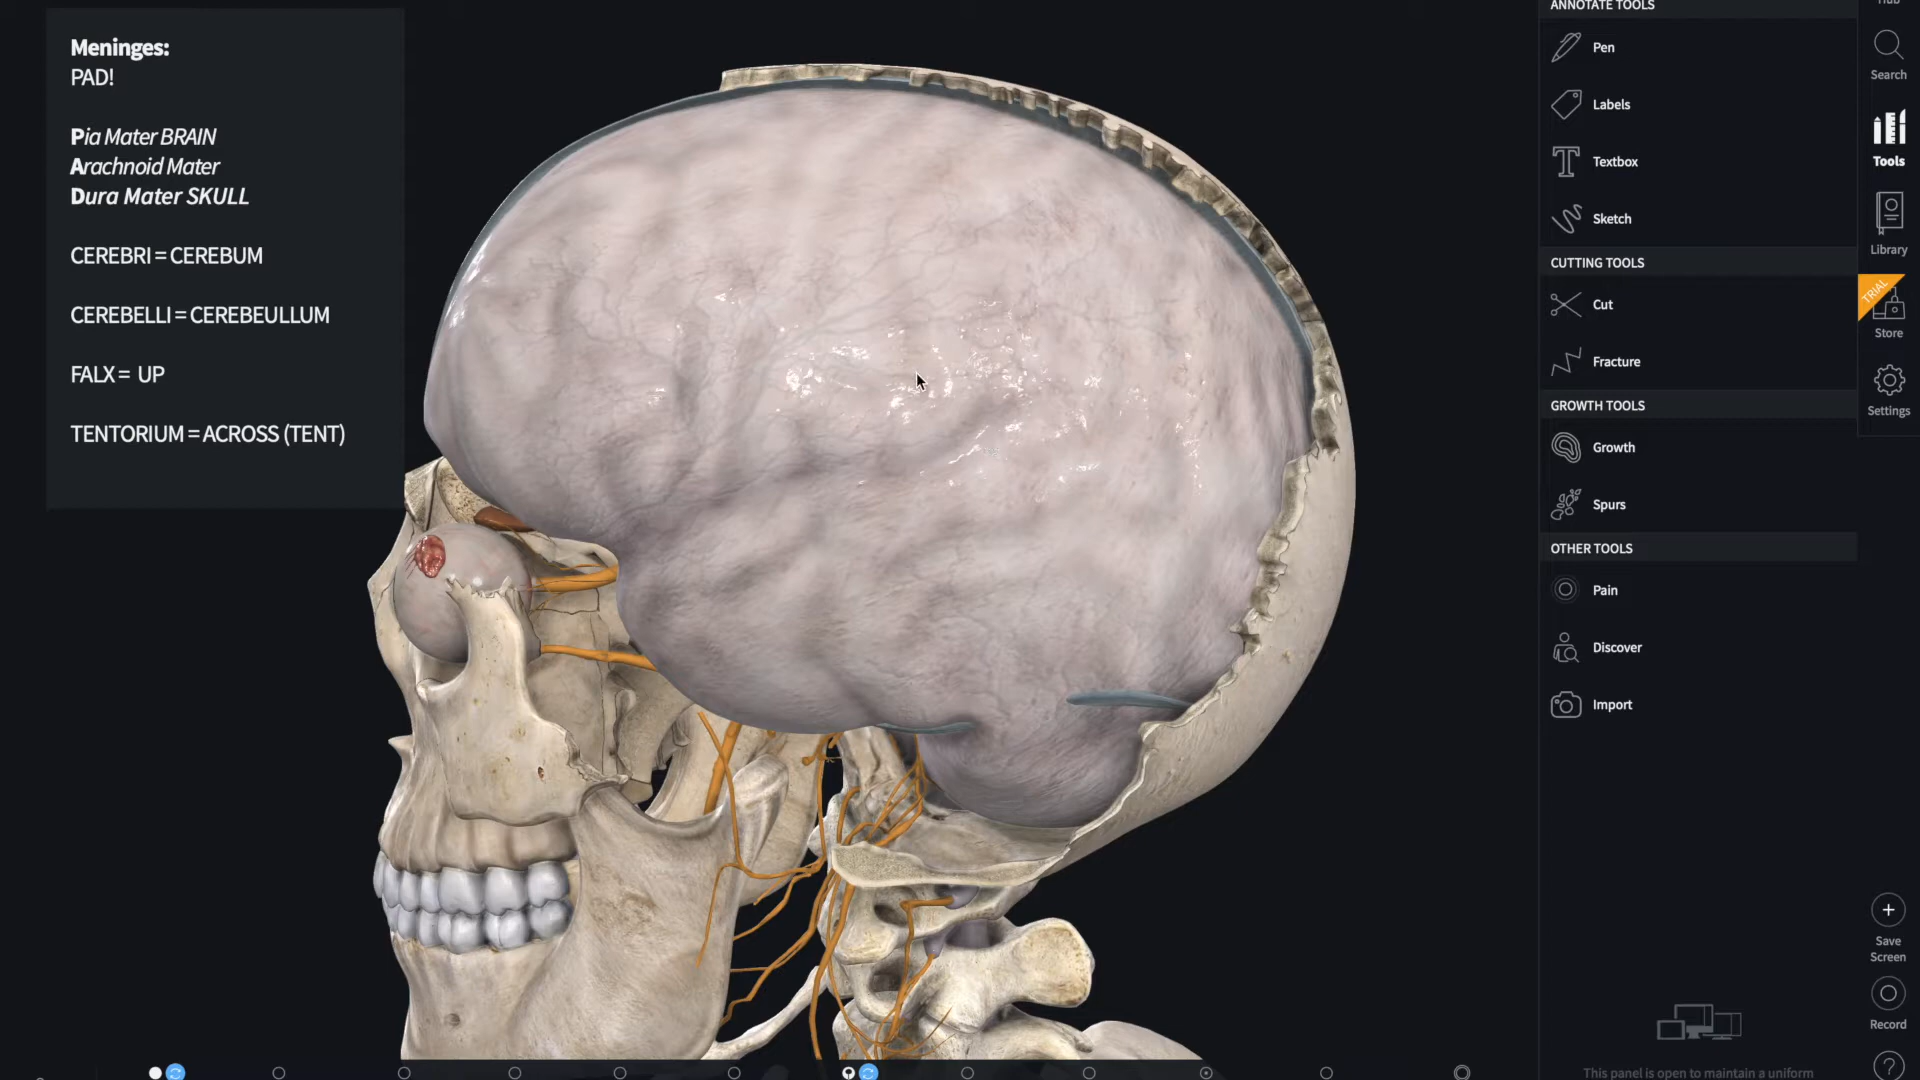 Meninges:
PAD!
Pia Mater BRAIN
Arachnoid Mater
Dura Mater SKULL
CEREBRI = CEREBUM
CEREBELLI = CEREBEULLUM
FALX = UP
TENTORIUM = ACROSS (TENT)
ANNOTATE TOOLS
Pen
Labels
Textbox
Sketch
CUTTING TOOLS
Cut
Fracture
GROWTH TOOLS
Growth
Spurs
OTHER TOOLS
Pain
Discover
Import
This panel is open to maintain a uniform
Hub
Search
Tools
Library
TRIAL
Store
Settings
Save
Screen
Record
?